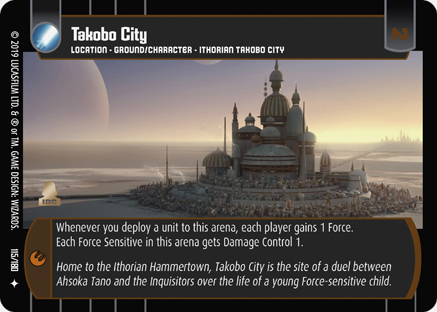 Takobo City
LOCATION - GROUND/CHARACTER - ITHORIAN TAKOBO CITY
© 2019 LUCASFILM LTD. & ® or TM. GAME DESIGN: WIZARDS.
115/180
Whenever you deploy a unit to this arena, each player gains 1 Force.
Each Force Sensitive in this arena gets Damage Control 1.
Home to the Ithorian Hammertown, Takobo City is the site of a duel between
Ahsoka Tano and the Inquisitors over the life of a young Force-sensitive child.